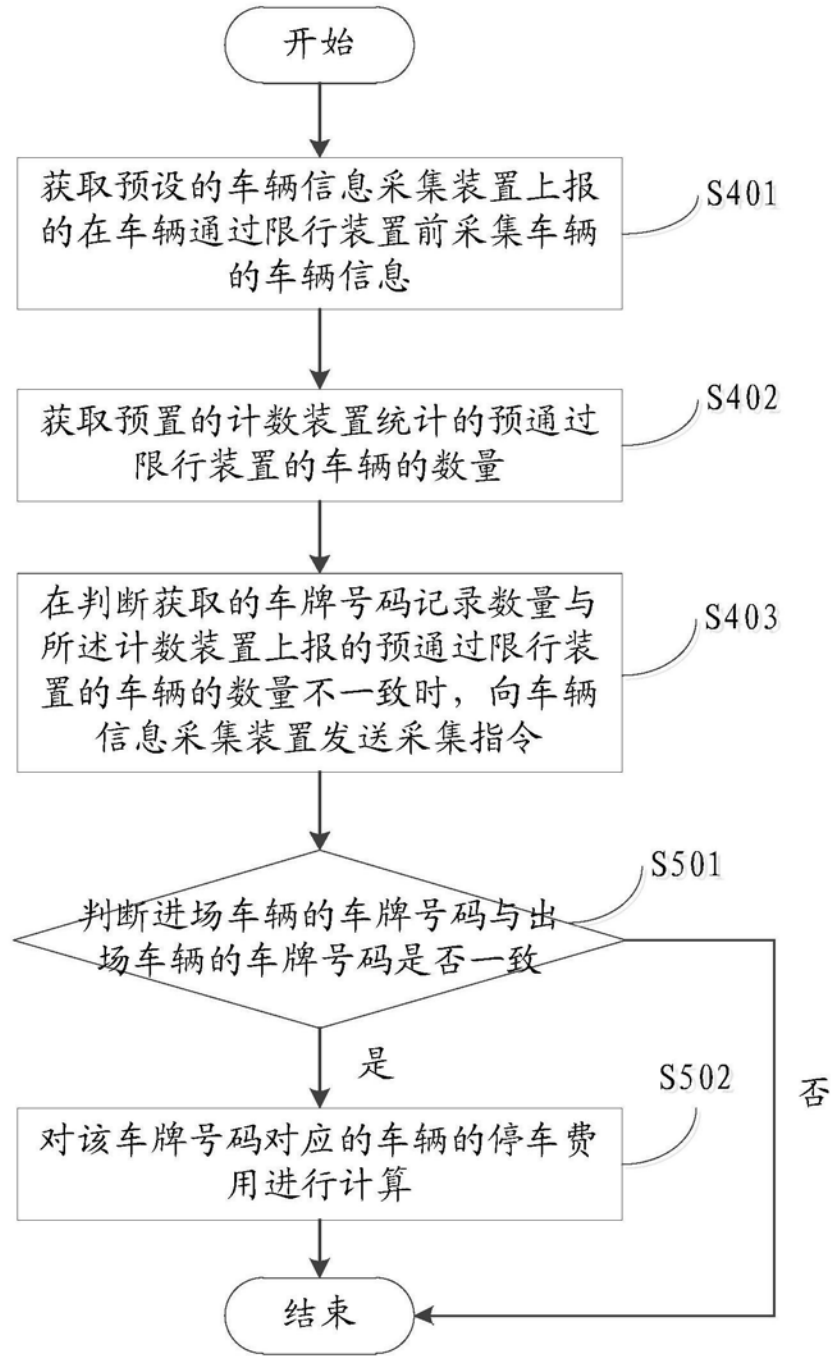 开始
获取预设的车辆信息采集装置上报
的在车辆通过限行装置前采集车辆
的车辆信息
S401
获取预置的计数装置统计的预通过
限行装置的车辆的数量
S402
在判断获取的车牌号码记录数量与
所述计数装置上报的预通过限行装
置的车辆的数量不一致时，向车辆
信息采集装置发送采集指令
S403
判断进场车辆的车牌号码与出
场车辆的车牌号码是否一致
S501
是
否
对该车牌号码对应的车辆的停车费
用进行计算
S502
结束